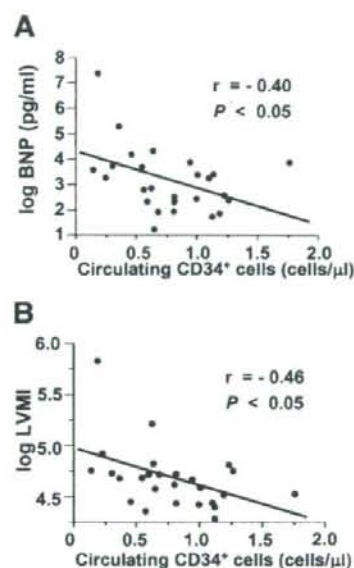 A
8
7
6
5
4
3
2
1
log BNP (pg/ml)
r = - 0.40
P < 0.05
0 0.5 1.0 1.5 2.0
Circulating CD34⁺ cells (cells/µl)
B
6.0
5.5
5.0
4.5
log LVMI
r = - 0.46
P < 0.05
0 0.5 1.0 1.5 2.0
Circulating CD34⁺ cells (cells/µl)